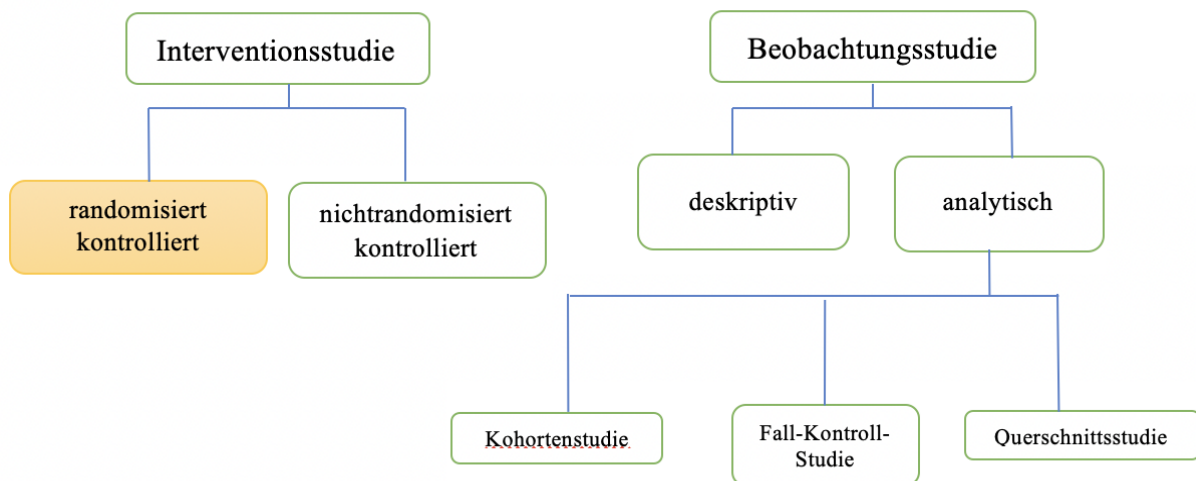 Interventionsstudie
Beobachtungsstudie
randomisiert
kontrolliert
nichtrandomisiert
kontrolliert
deskriptiv
analytisch
Kohortenstudie
Fall-Kontroll-
Studie
Querschnittsstudie